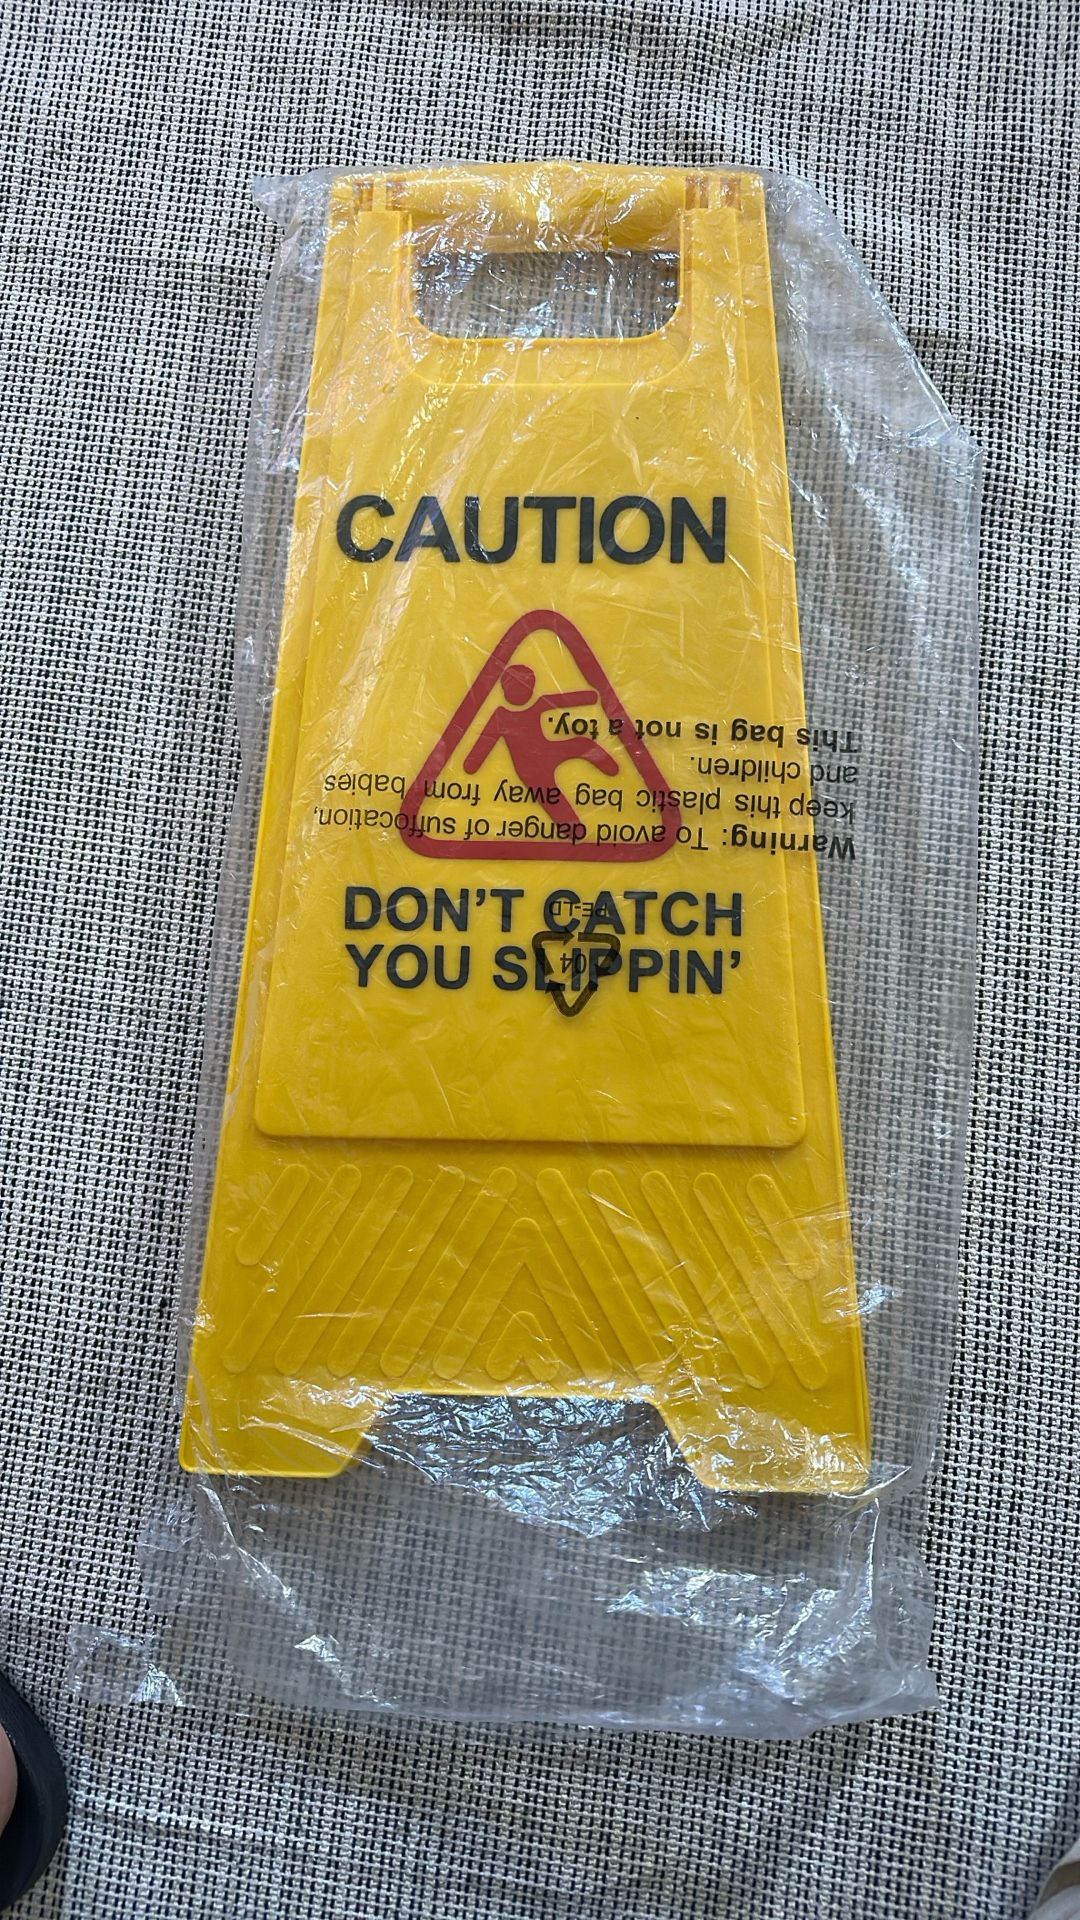 CAUTION
DON'T CATCH
YOU SLIPPIN'
Warning: To avoid danger of suffocation,
keep this plastic bag away from babies
and children.
This bag is not a toy.
04
PE-LD